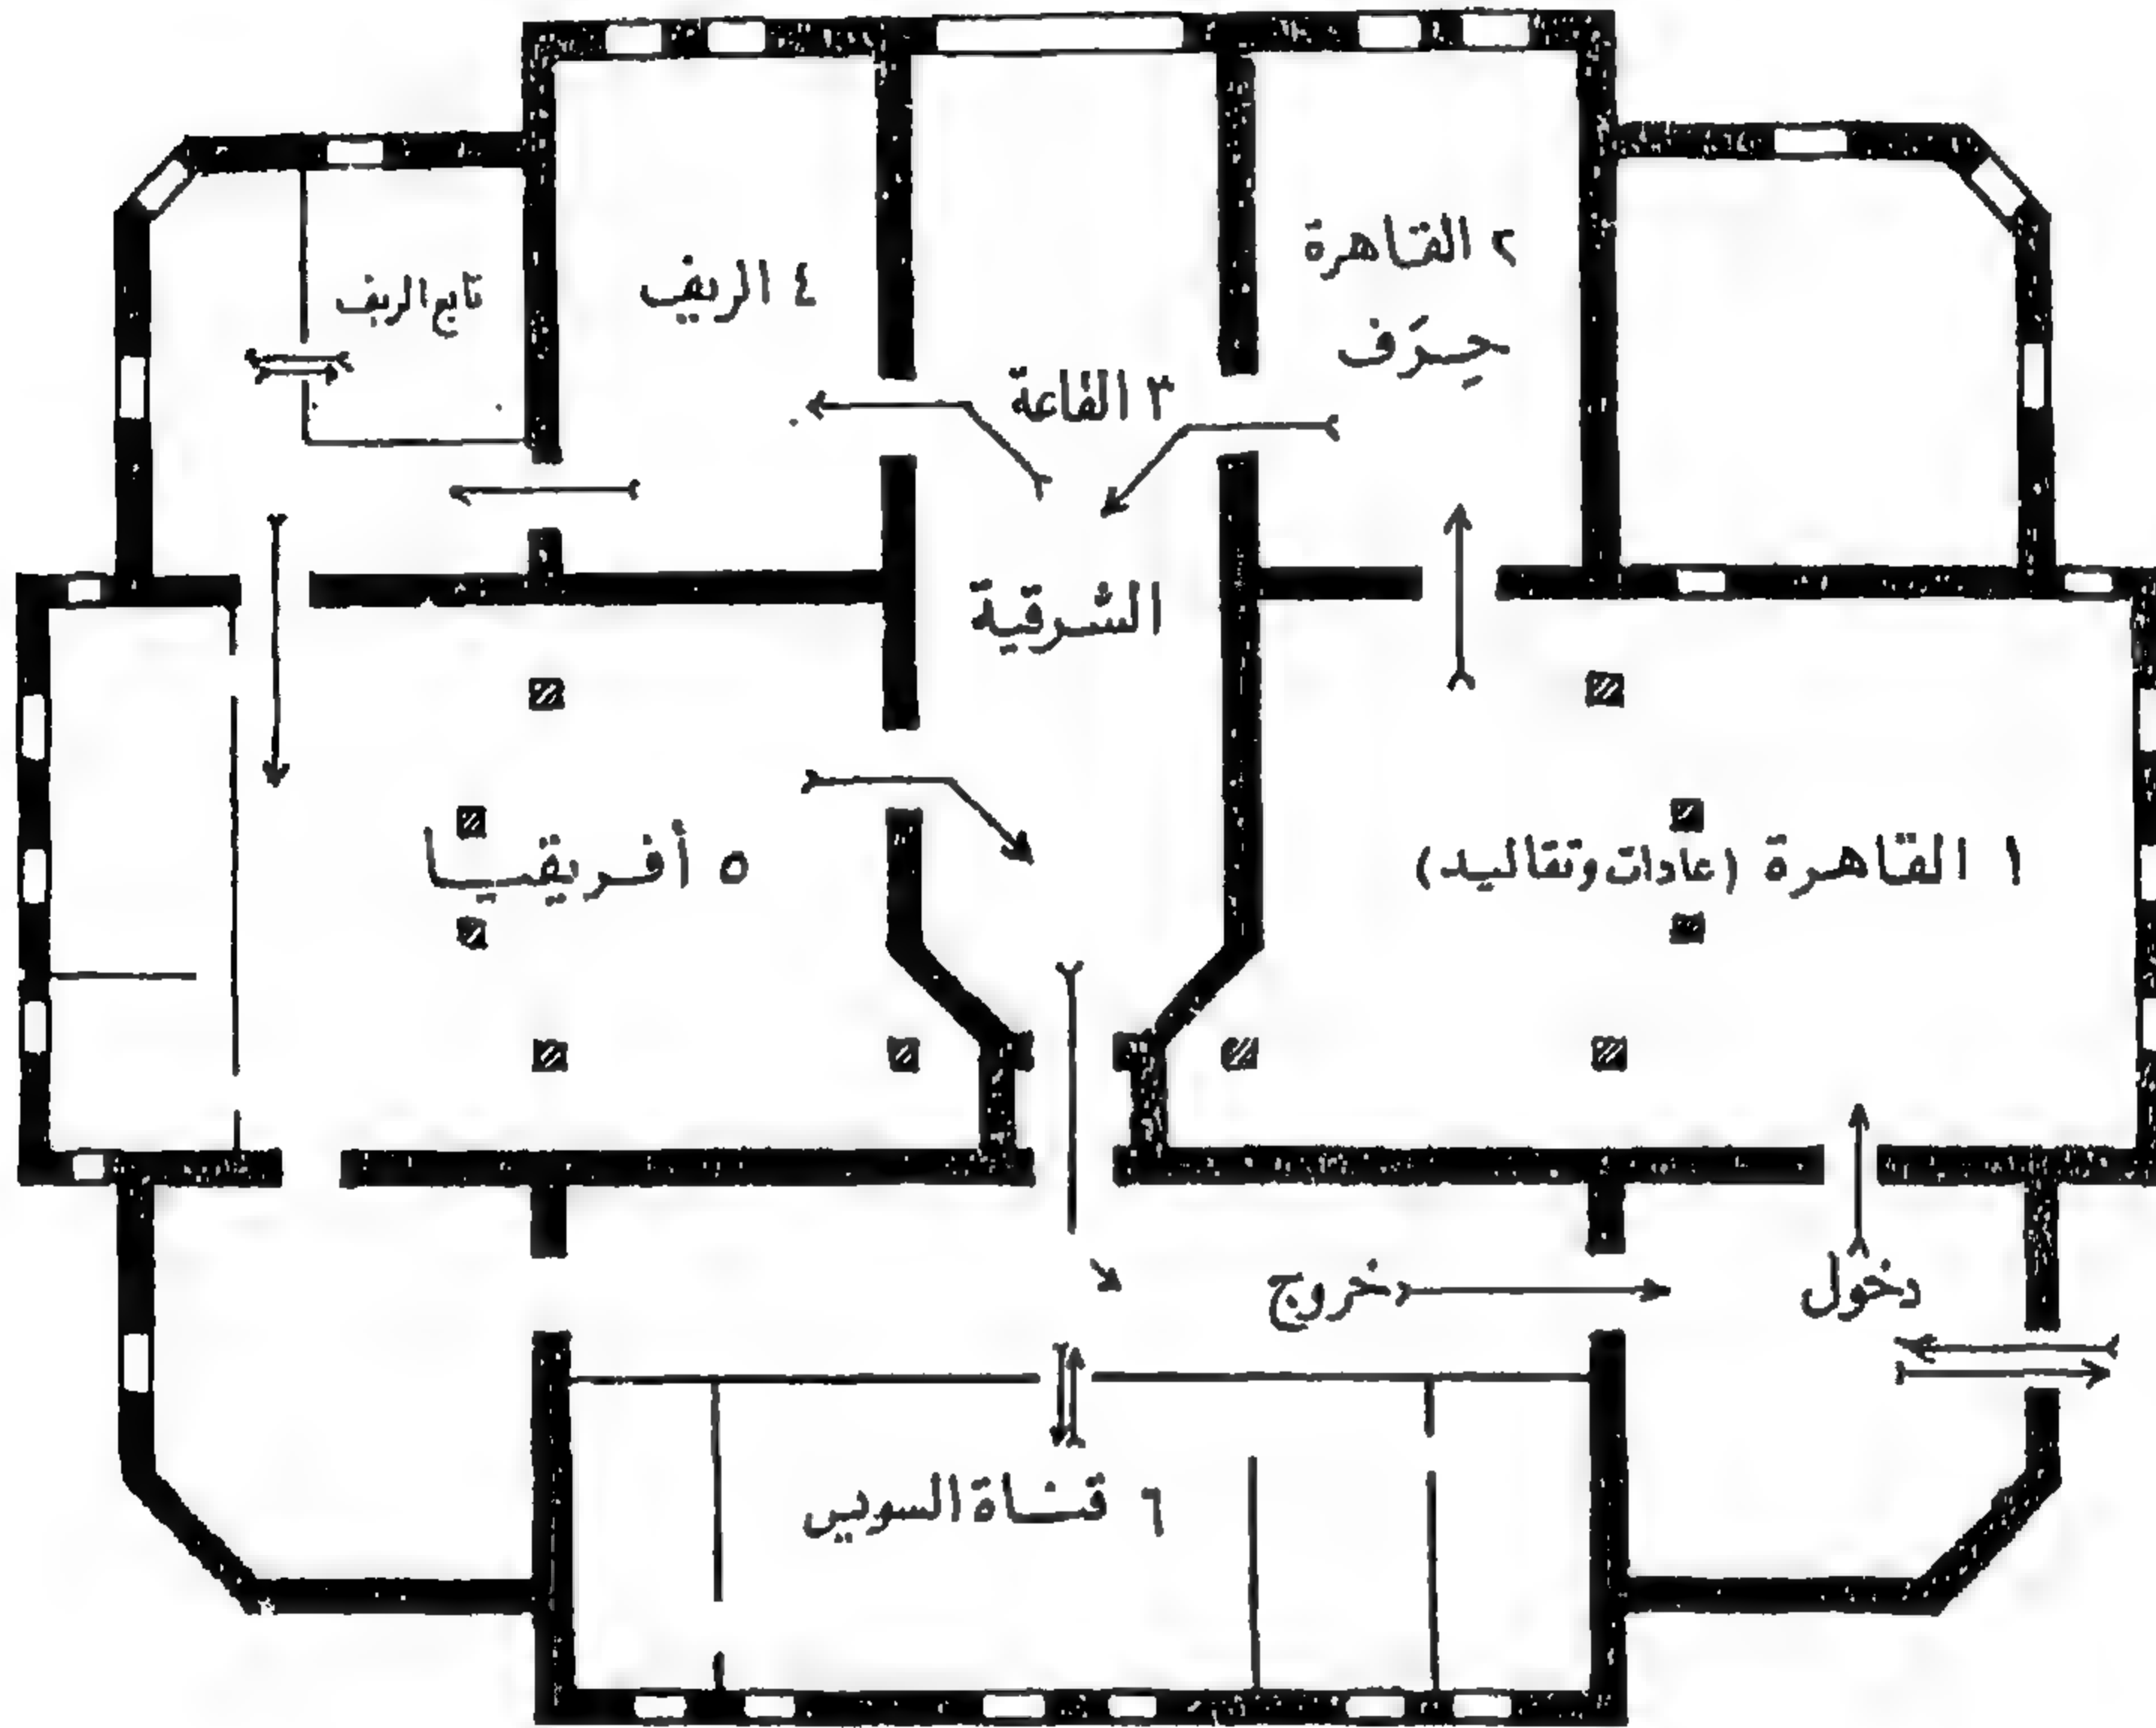 ٢ القاهرة
حِرَف
٤ الريف
تابع الريف
٣ القاعة
الشرقية
١ القاهرة (عادات وتقاليد)
٥ أفريقيا
دخول
خروج
٦ قناة السويس